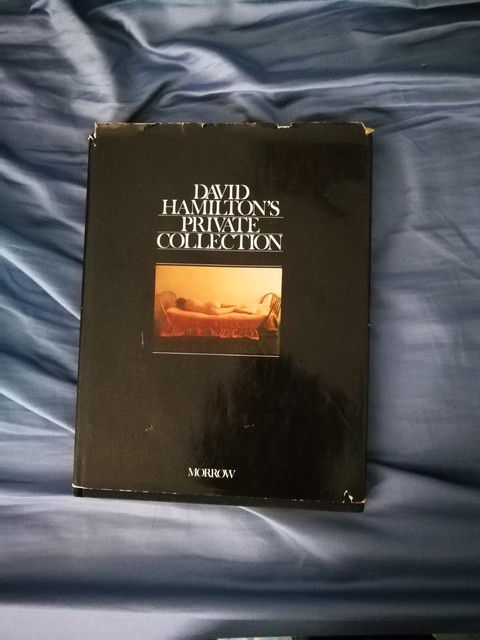 DAVID
HAMILTON'S
PRIVATE
COLLECTION
MORROW